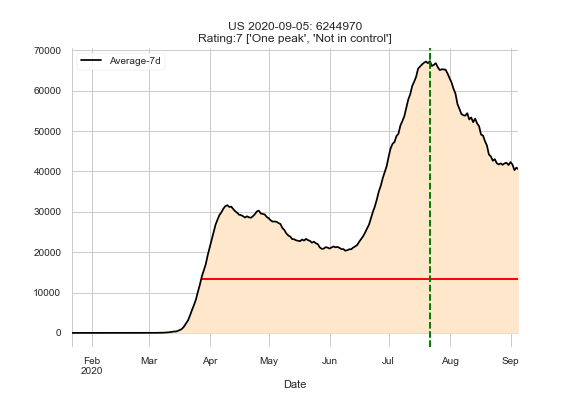 US 2020-09-05: 6244970
Rating:7 ['One peak', 'Not in control']
Average-7d
70000
60000
50000
40000
30000
20000
10000
0
Feb
2020
Mar
Apr
May
Jun
Jul
Aug
Sep
Date